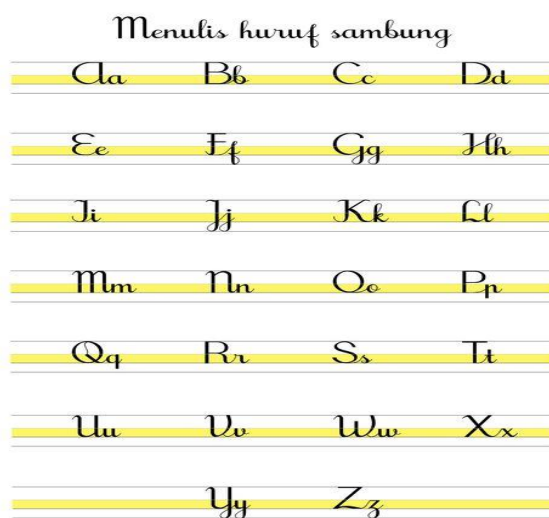 Menulis huruf sambung
Aa Bb Cc Dd
Ee Ff Gg Hh
Ii Jj Kk Ll
Mm Nn Oo Pp
Qq Rr Ss Tt
Uu Vv Ww Xx
Yy Zz